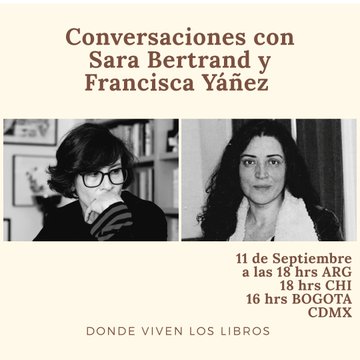 Conversaciones con
Sara Bertrand y
Francisca Yáñez
11 de Septiembre
a las 18 hrs ARG
18 hrs CHI
16 hrs BOGOTA
CDMX
DONDE VIVEN LOS LIBROS